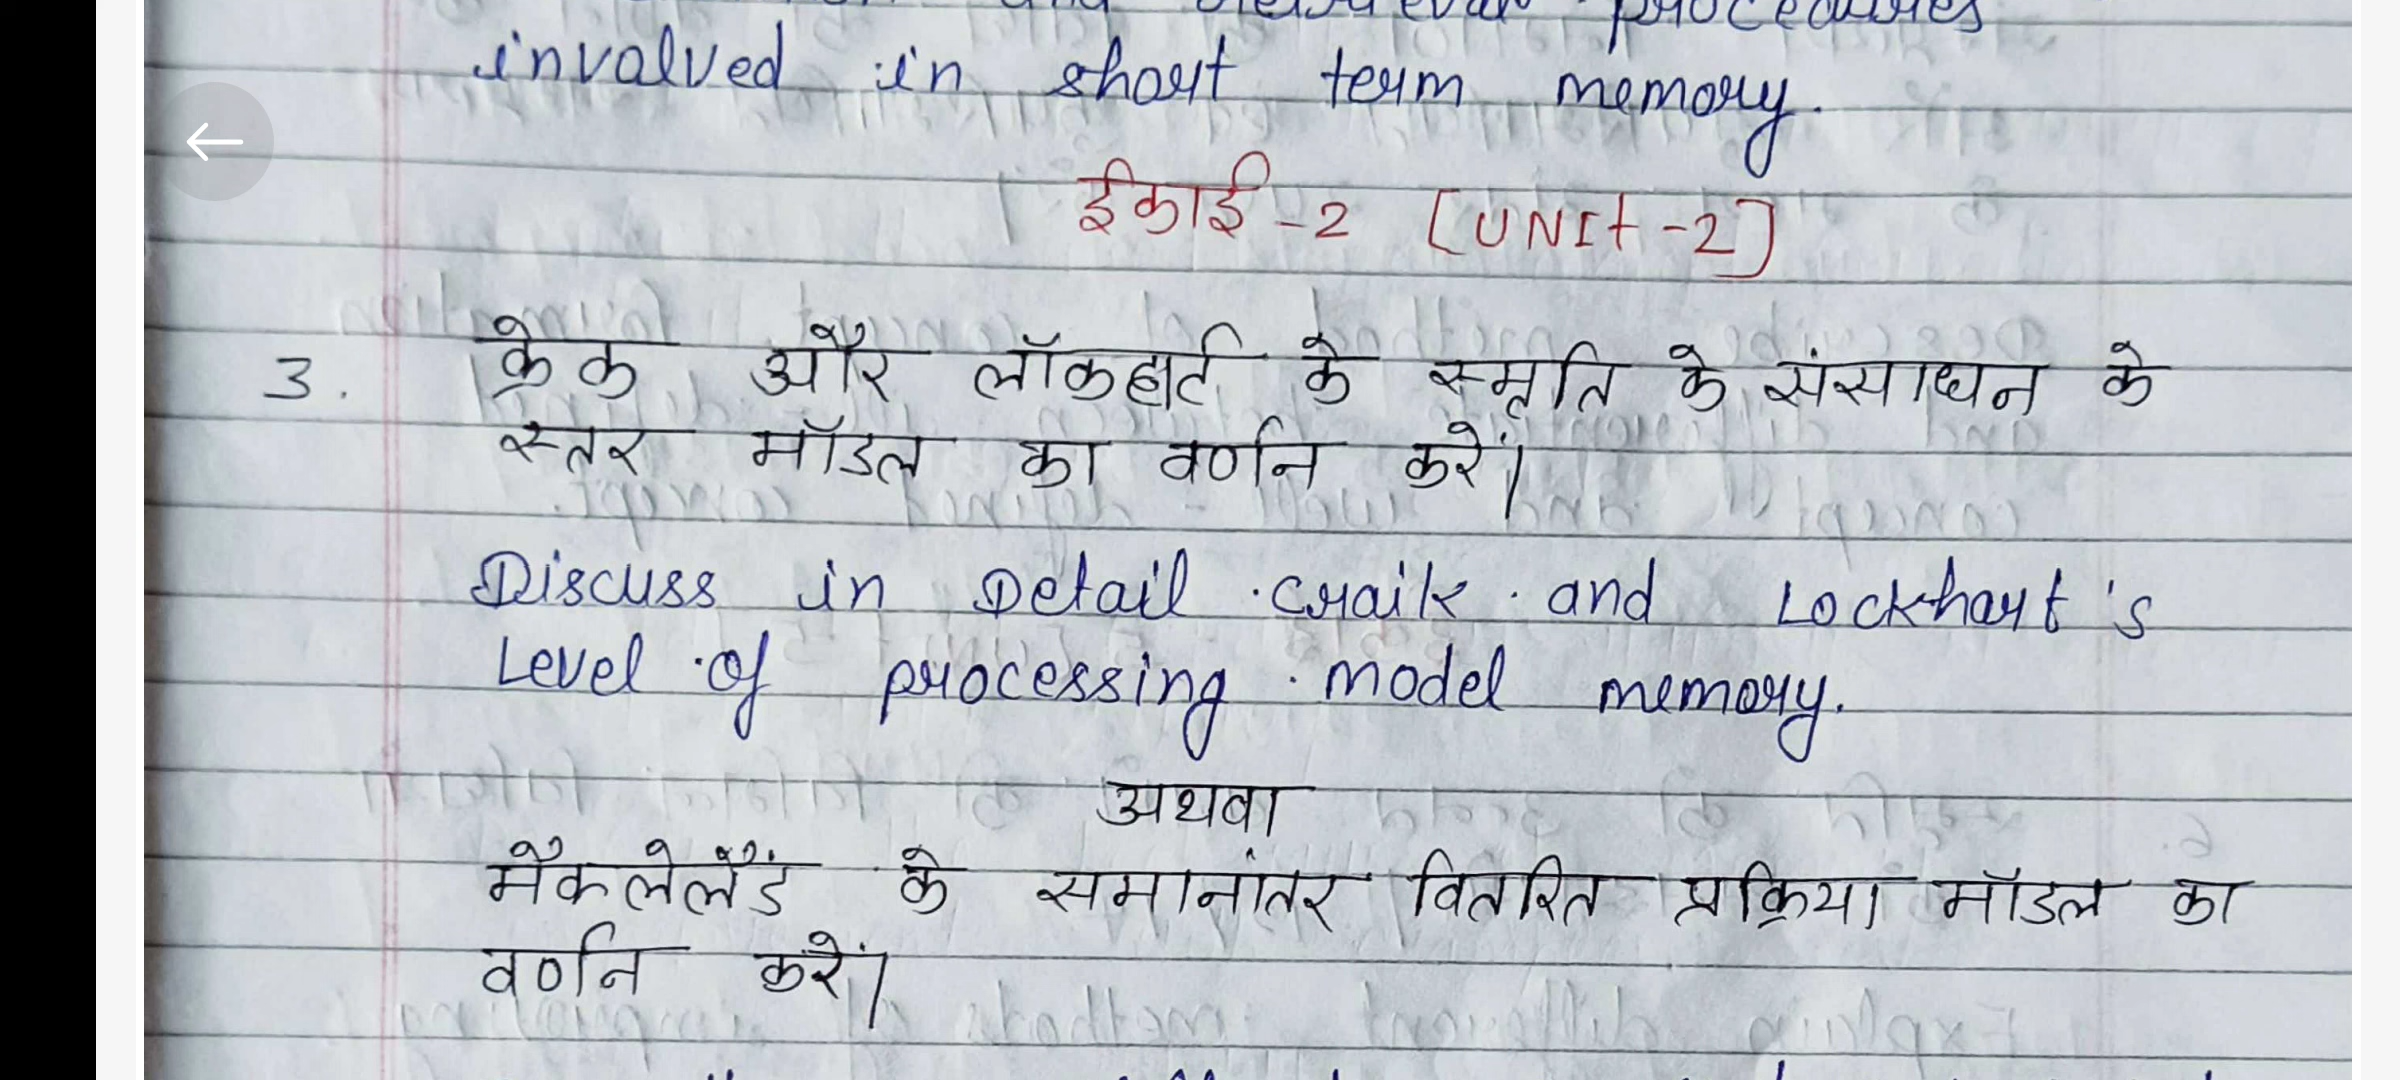 procedures
involved in short term memory.
ईकाई-2 [UNIt-2]
3. क्रेक और लॉकहार्ट के स्मृति के संसाधन के
स्तर मॉडल का वर्णन करें।
Discuss in Detail craik and Lockhart's
Level of processing model memory.
अथवा
मैकलेलैंड के समानांतर वितरित प्रक्रिया मॉडल का
वर्णन करें।